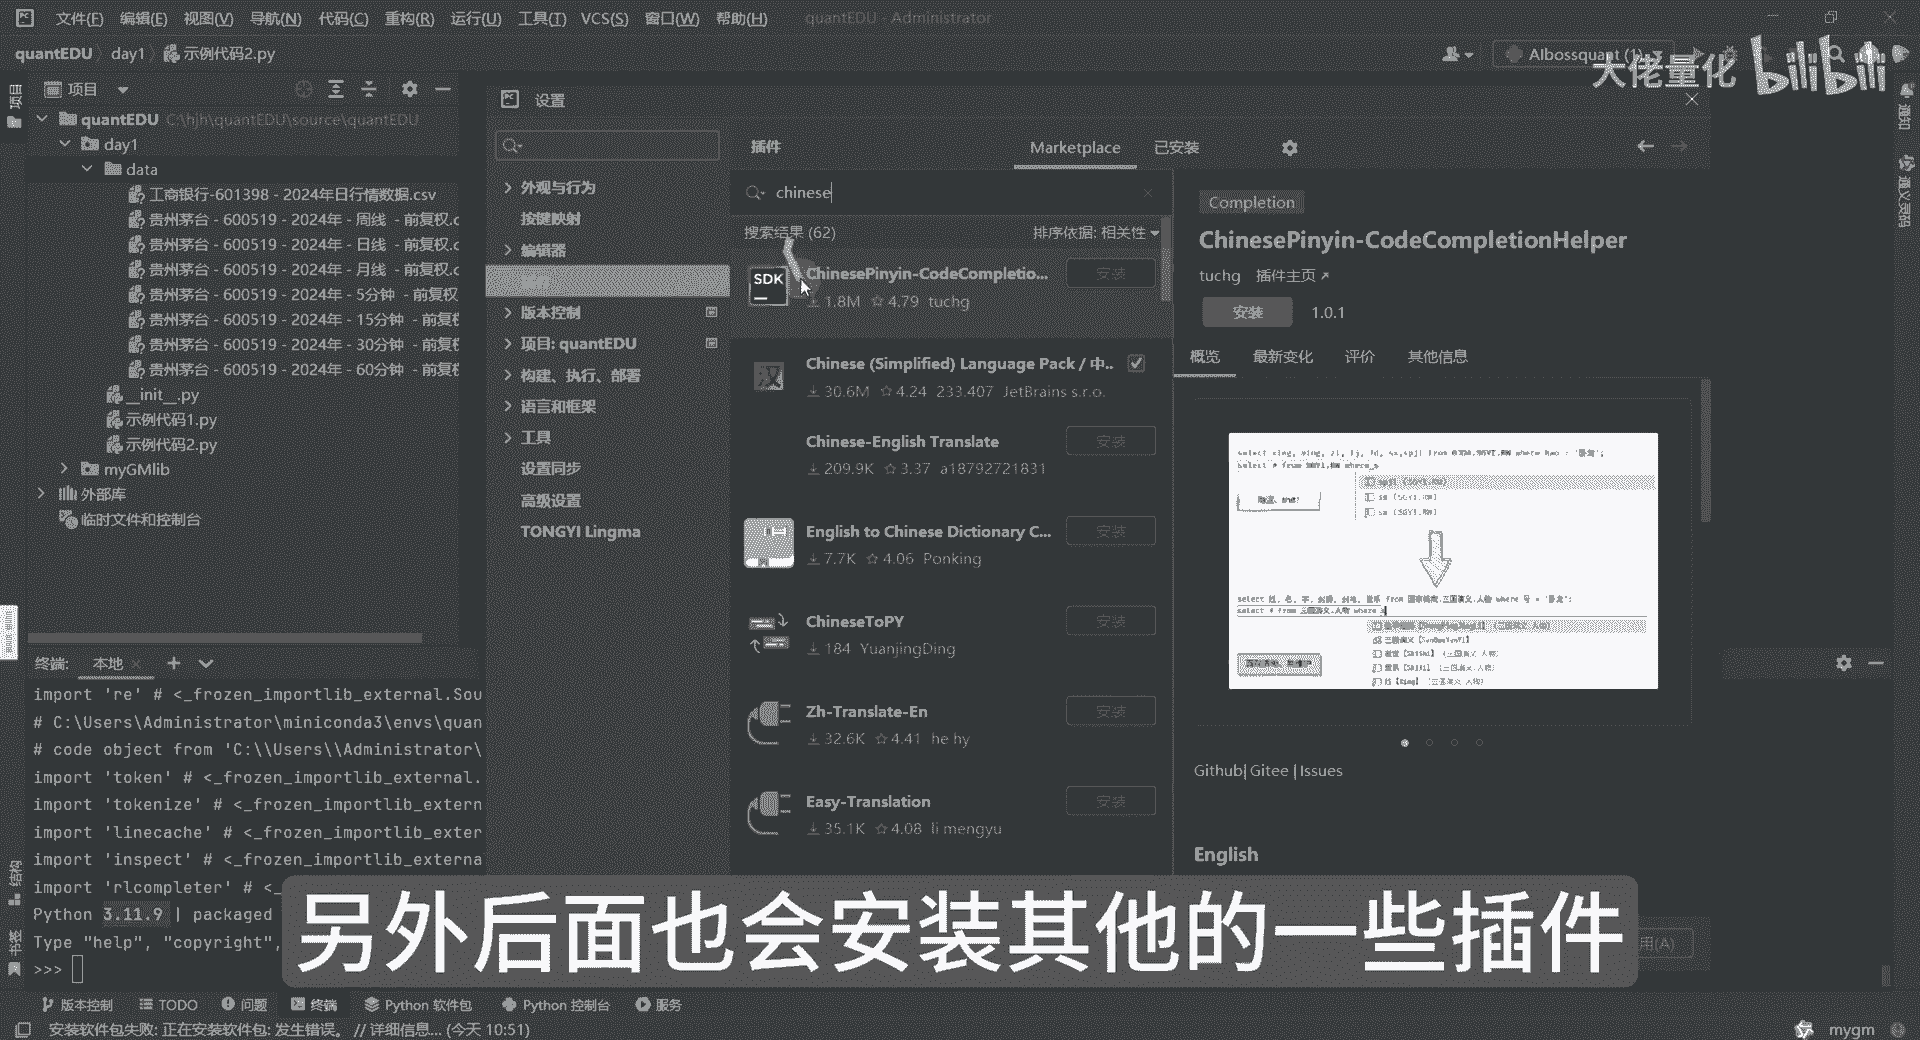 文件(F) 编辑(E) 视图(V) 导航(N) 代码(C) 重构(R) 运行(U) 工具(T) VCS(S) 窗口(W) 帮助(H) quantEDU - Administrator
quantEDU day1 示例代码2.py
AIbossquant (1)
大佬量化 bilibili
项目
项目
quantEDU C:\hjh\quantEDU\source\quantEDU
day1
data
工商银行-601398 - 2024年日行情数据.csv
贵州茅台 - 600519 - 2024年 - 周线 - 前复权.c
贵州茅台 - 600519 - 2024年 - 日线 - 前复权.c
贵州茅台 - 600519 - 2024年 - 月线 - 前复权.c
贵州茅台 - 600519 - 2024年 - 5分钟 - 前复权
贵州茅台 - 600519 - 2024年 - 15分钟 - 前复权
贵州茅台 - 600519 - 2024年 - 30分钟 - 前复权
贵州茅台 - 600519 - 2024年 - 60分钟 - 前复权
__init__.py
示例代码1.py
示例代码2.py
myGMlib
外部库
临时文件和控制台
设置
外观与行为
按键映射
编辑器
版本控制
项目: quantEDU
构建、执行、部署
语言和框架
工具
设置同步
高级设置
TONGYI Lingma
插件 Marketplace 已安装
chinese
搜索结果 (62) 排序依据: 相关性
SDK
ChinesePinyin-CodeCompletio... 安装
1.8M 4.79 tuchg
汉
Chinese (Simplified) Language Pack / 中..
30.6M 4.24 233.407 JetBrains s.r.o.
Chinese-English Translate 安装
209.9K 3.37 a18792721831
English to Chinese Dictionary C... 安装
7.7K 4.06 Ponking
ChineseToPY 安装
184 YuanjingDing
Zh-Translate-En 安装
32.6K 4.41 he hy
Easy-Translation 安装
35.1K 4.08 li mengyu
Completion
ChinesePinyin-CodeCompletionHelper
tuchg 插件主页
安装 1.0.1
概览 最新变化 评价 其他信息
Github| Gitee |Issues
English
用(A)
通知
通义灵码
终端: 本地
import 're' # <_frozen_importlib_external.Sou
# C:\Users\Administrator\miniconda3\envs\quan
# code object from 'C:\\Users\\Administrator\
import 'token' # <_frozen_importlib_external.
import 'tokenize' # <_frozen_importlib_extern
import 'linecache' # <_frozen_importlib_exter
import 'inspect' # <_frozen_importlib_externa
import 'rlcompleter' # <_
Python 3.11.9 | packaged
Type "help", "copyright",
>>>
结构
书签
另外后面也会安装其他的一些插件
版本控制 TODO 问题 终端 Python 软件包 Python 控制台 服务
安装软件包失败: 正在安装软件包: 发生错误。 // 详细信息... (今天 10:51)
mygm